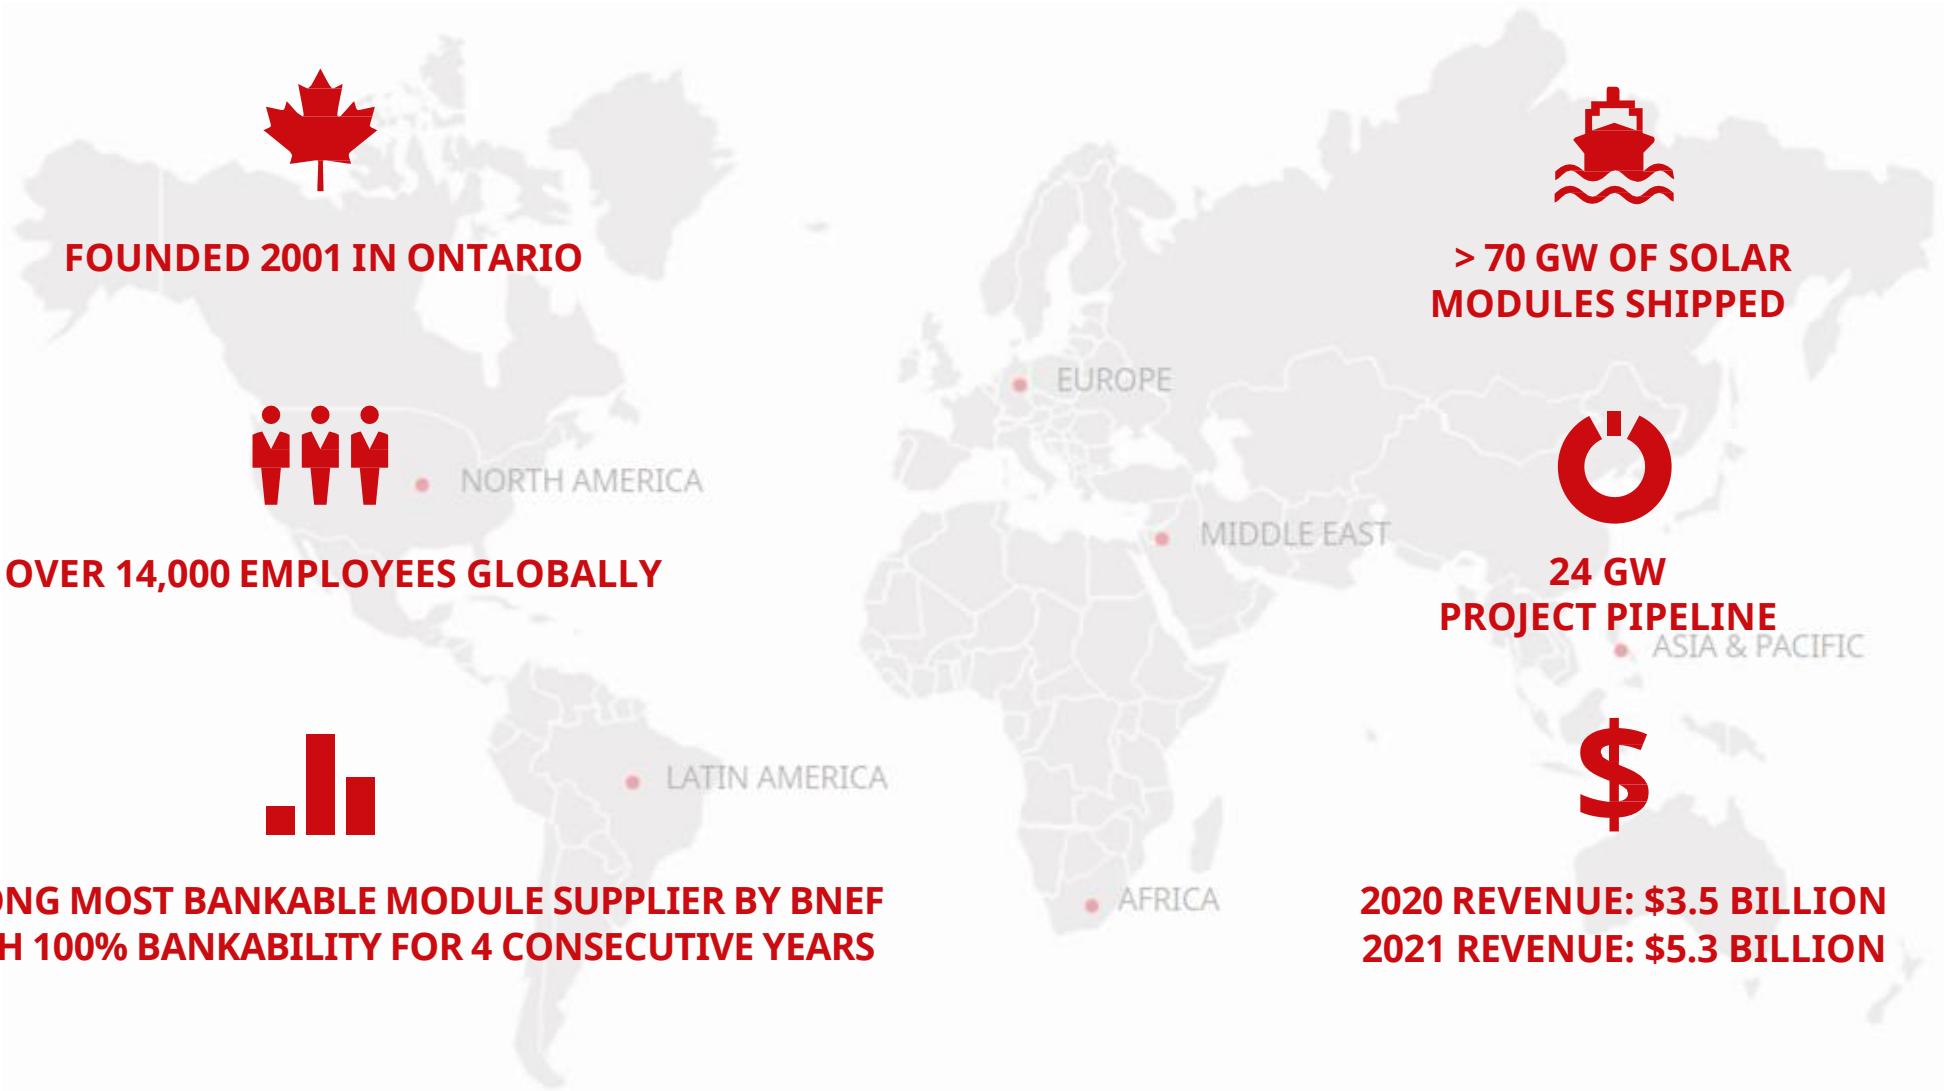 FOUNDED 2001 IN ONTARIO
> 70 GW OF SOLAR
MODULES SHIPPED
EUROPE
NORTH AMERICA
MIDDLE EAST
OVER 14,000 EMPLOYEES GLOBALLY
24 GW
PROJECT PIPELINE
ASIA & PACIFIC
LATIN AMERICA
AFRICA
MOST BANKABLE MODULE SUPPLIER BY BNEF
100% BANKABILITY FOR 4 CONSECUTIVE YEARS
2020 REVENUE: $3.5 BILLION
2021 REVENUE: $5.3 BILLION